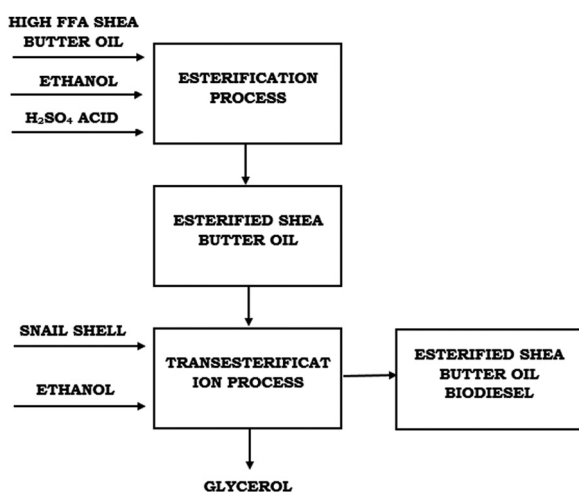 HIGH FFA SHEA
BUTTER OIL
ETHANOL
H₂SO₄ ACID
ESTERIFICATION
PROCESS
ESTERIFIED SHEA
BUTTER OIL
SNAIL SHELL
ETHANOL
TRANSESTERIFICAT
ION PROCESS
ESTERIFIED SHEA
BUTTER OIL
BIODIESEL
GLYCEROL